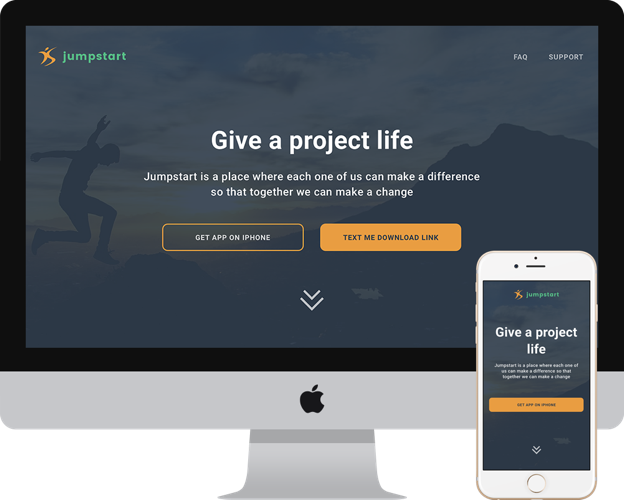 jumpstart
FAQ
SUPPORT
Give a project life
Jumpstart is a place where each one of us can make a difference
so that together we can make a change
GET APP ON IPHONE
TEXT ME DOWNLOAD LINK
jumpstart
Give a project
life
Jumpstart is a place where each one of
us can make a difference so that
together we can make a change
GET APP ON IPHONE